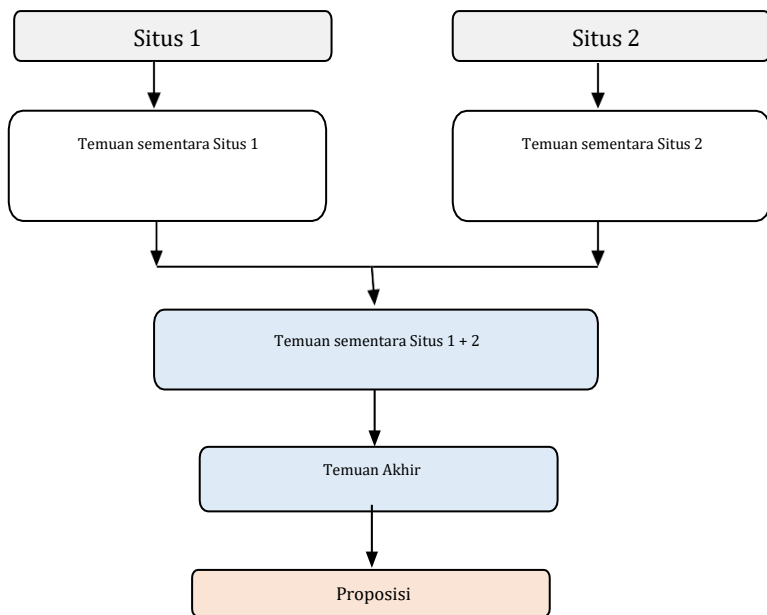 Situs 1
Situs 2
Temuan sementara Situs 1
Temuan sementara Situs 2
Temuan sementara Situs 1 + 2
Temuan Akhir
Proposisi